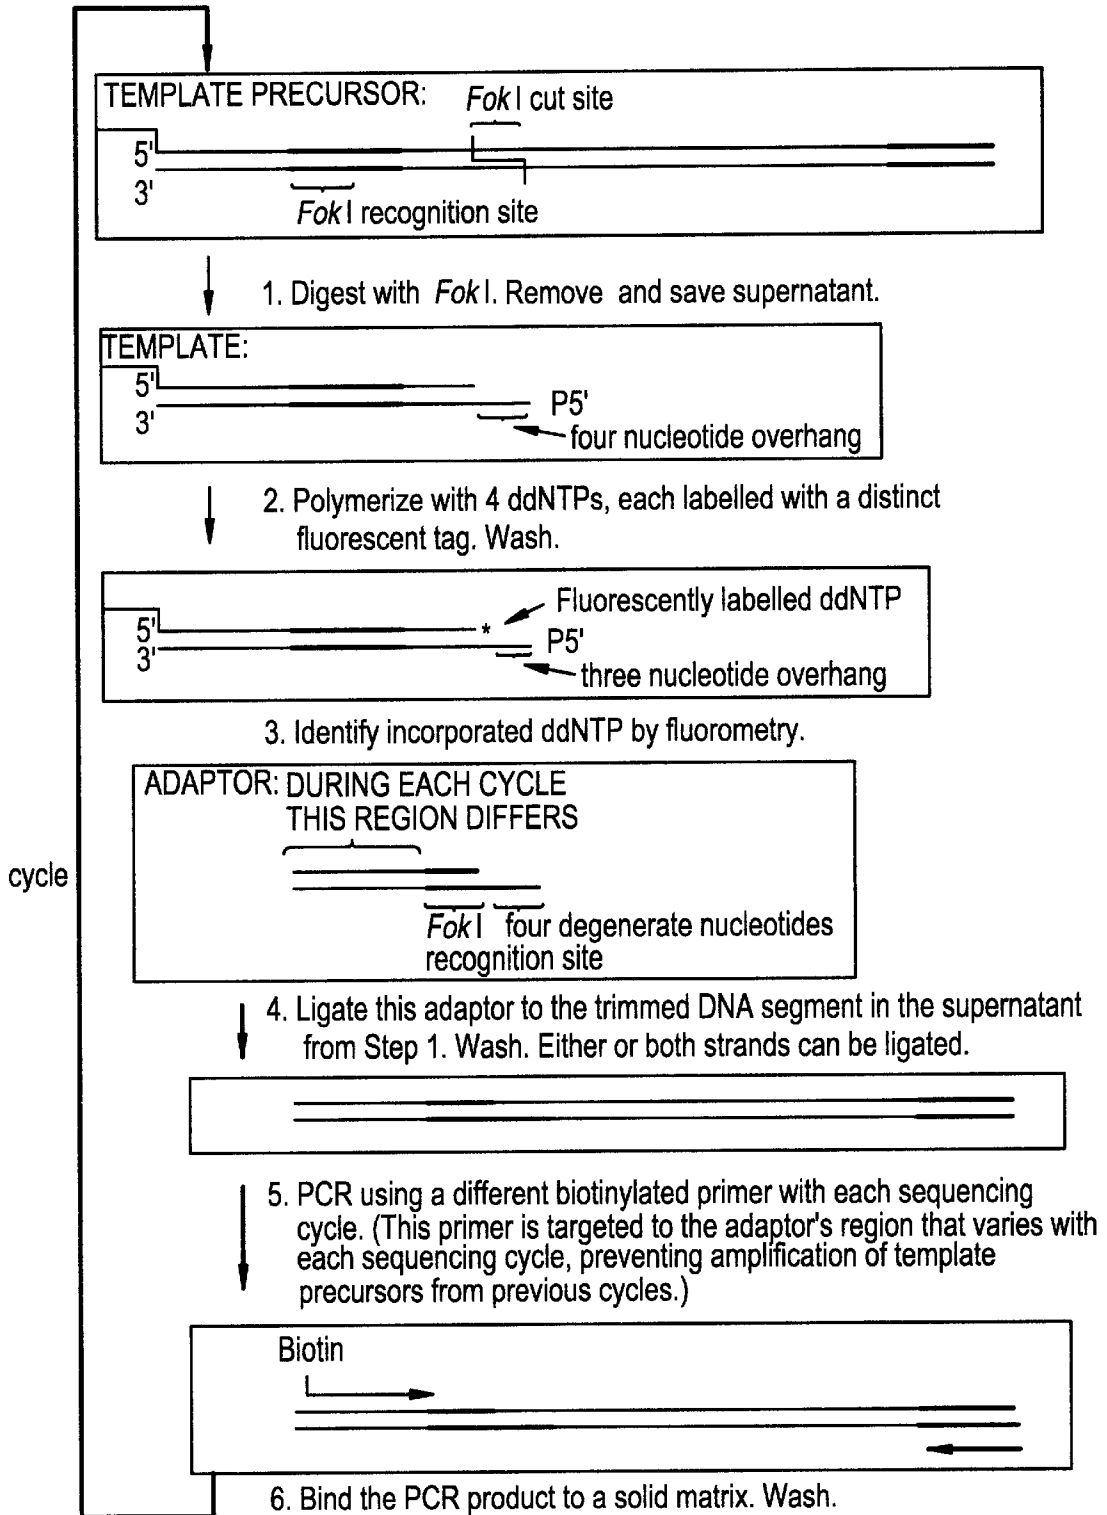 TEMPLATE PRECURSOR:
Fok I cut site
5'
3'
Fok I recognition site
1. Digest with Fok I. Remove and save supernatant.
TEMPLATE:
5'
3'
P5'
four nucleotide overhang
2. Polymerize with 4 ddNTPs, each labelled with a distinct
fluorescent tag. Wash.
Fluorescently labelled ddNTP
5'
*
3'
P5'
three nucleotide overhang
3. Identify incorporated ddNTP by fluorometry.
ADAPTOR: DURING EACH CYCLE
THIS REGION DIFFERS
cycle
Fok I four degenerate nucleotides
recognition site
4. Ligate this adaptor to the trimmed DNA segment in the supernatant
from Step 1. Wash. Either or both strands can be ligated.
5. PCR using a different biotinylated primer with each sequencing
cycle. (This primer is targeted to the adaptor's region that varies with
each sequencing cycle, preventing amplification of template
precursors from previous cycles.)
Biotin
6. Bind the PCR product to a solid matrix. Wash.